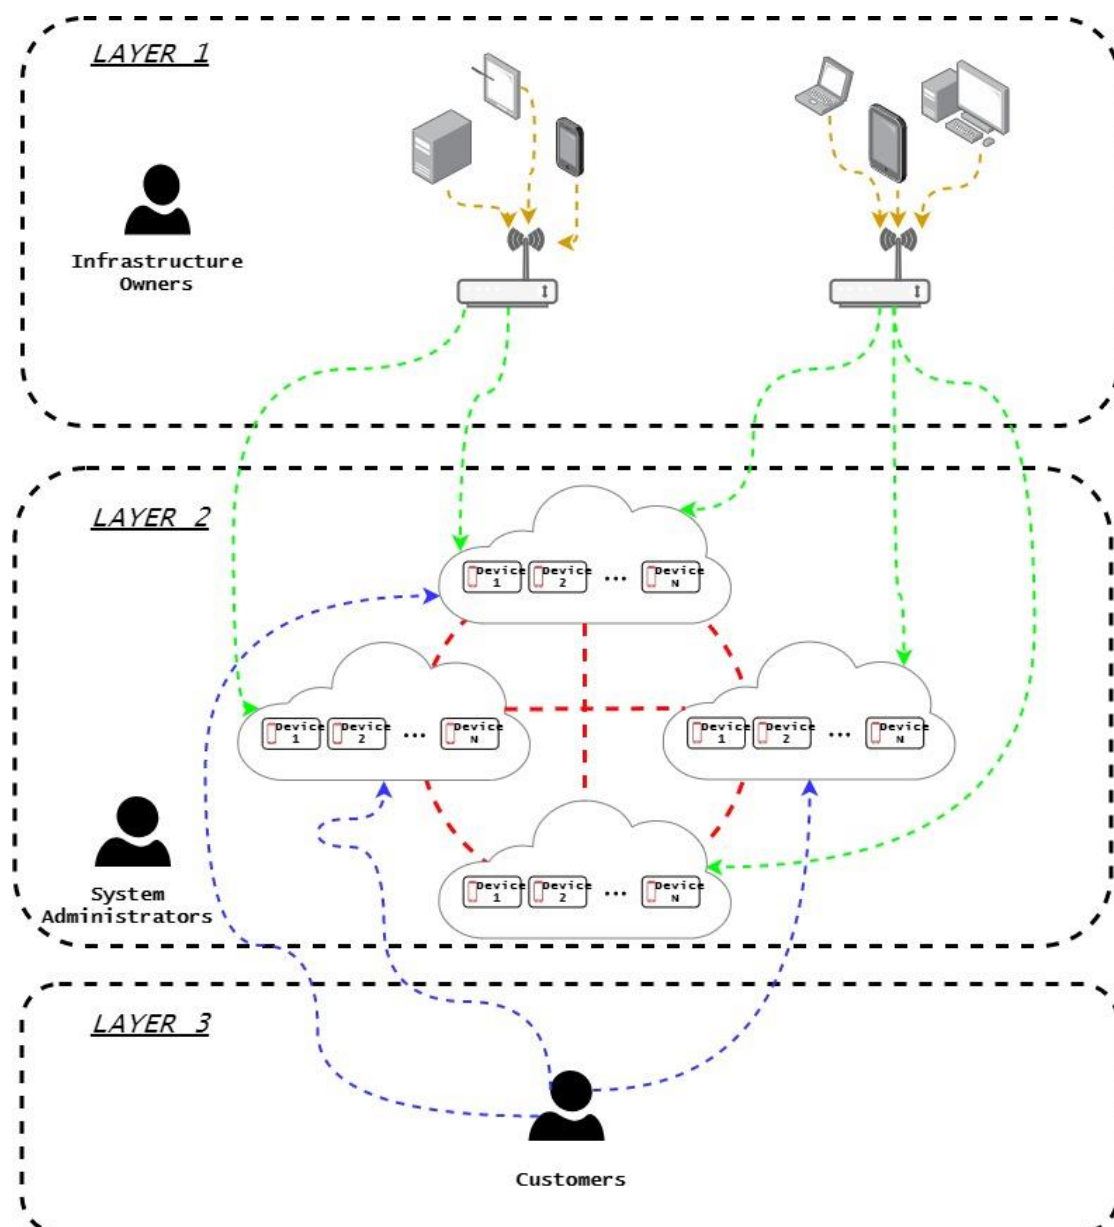 LAYER 1
Infrastructure
Owners
LAYER 2
Device
1
Device
2
...
Device
N
Device
1
Device
2
...
Device
N
Device
1
Device
2
...
Device
N
System
Administrators
Device
1
Device
2
...
Device
N
LAYER 3
Customers